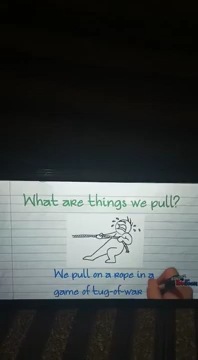 What are things we pull?
We pull on a rope in a
game of tug-of-war